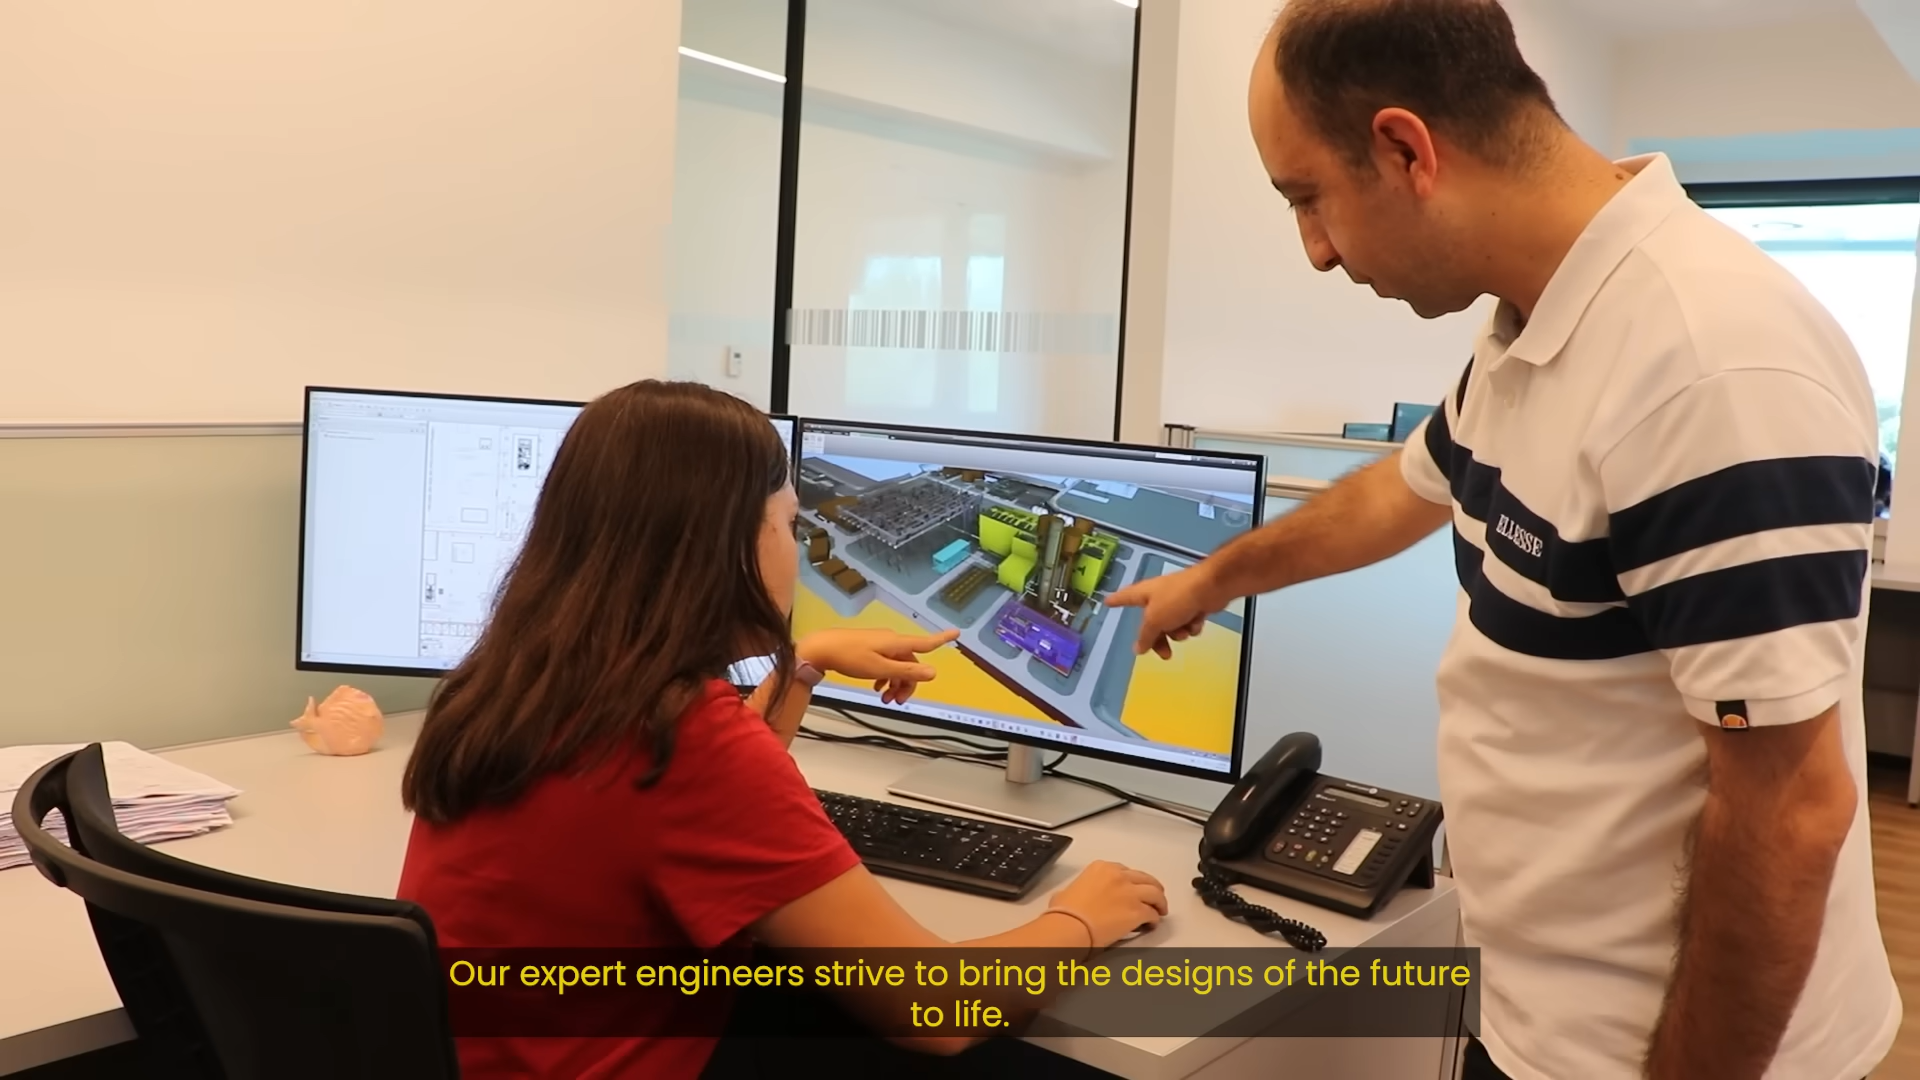 ELLESSE
Our expert engineers strive to bring the designs of the future
to life.